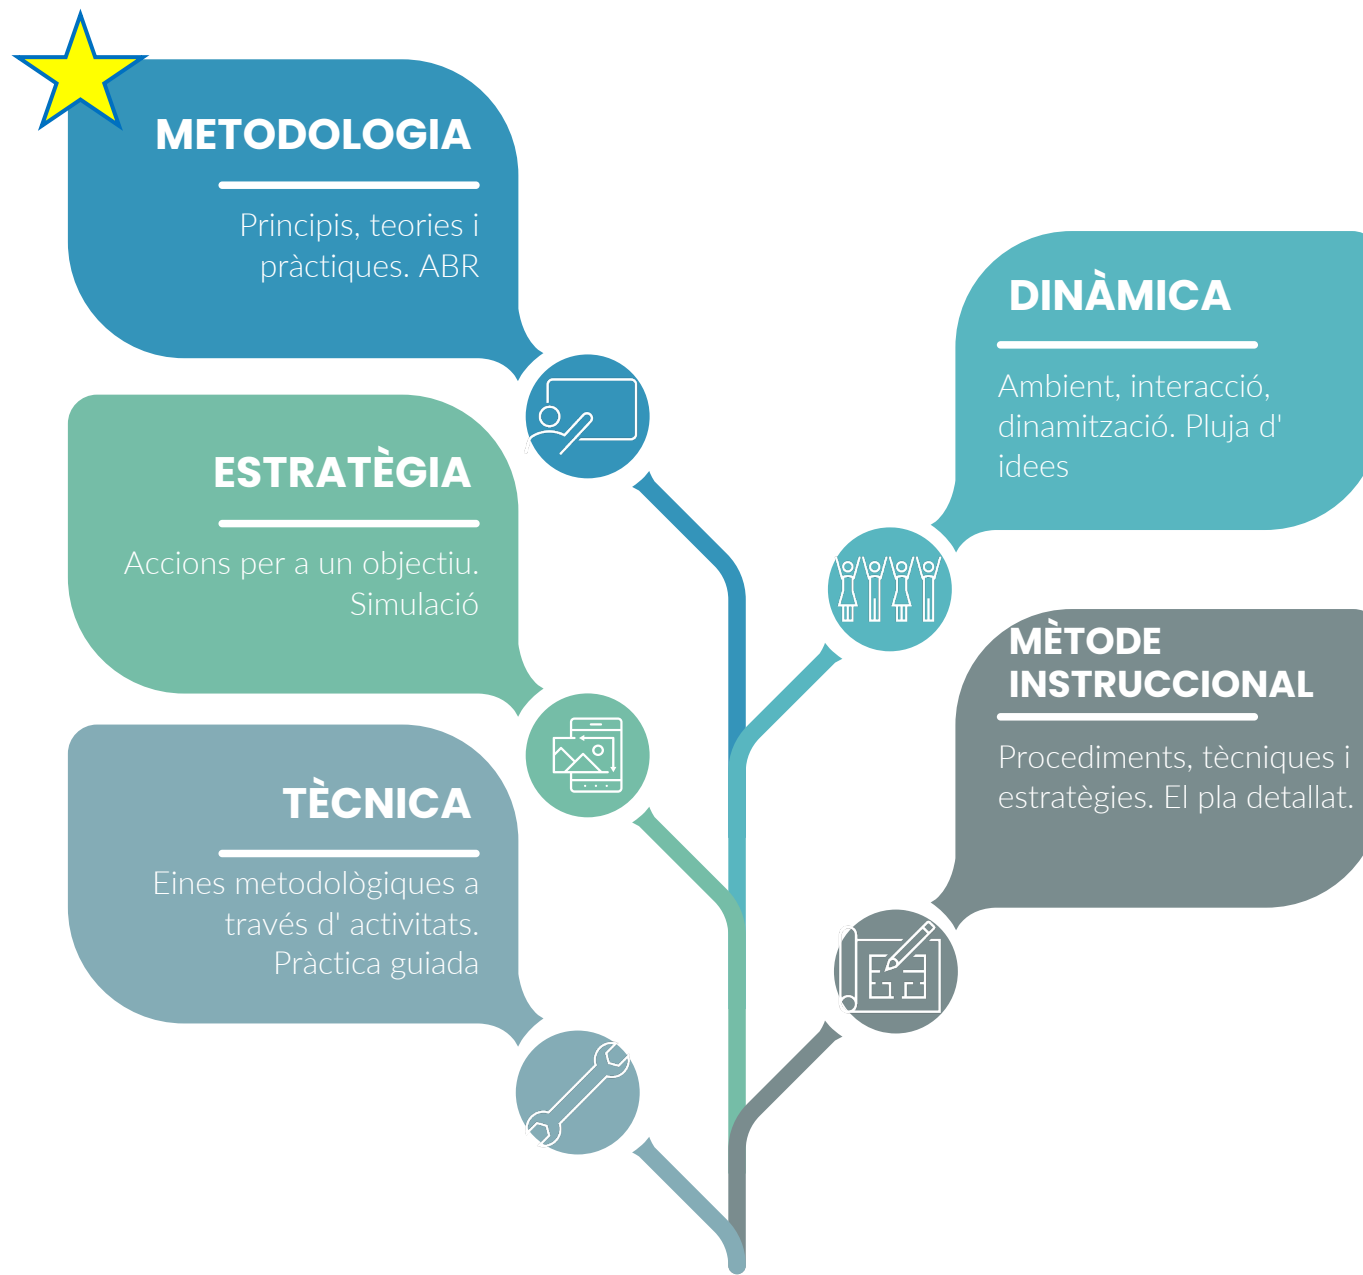 METODOLOGIA
Principis, teories i
pràctiques. ABR
ESTRATÈGIA
Accions per a un objectiu.
Simulació
TÈCNICA
Eines metodològiques a
través d' activitats.
Pràctica guiada
DINÀMICA
Ambient, interacció,
dinamització. Pluja d'
idees
MÈTODE
INSTRUCCIONAL
Procediments, tècniques i
estratègies. El pla detallat.